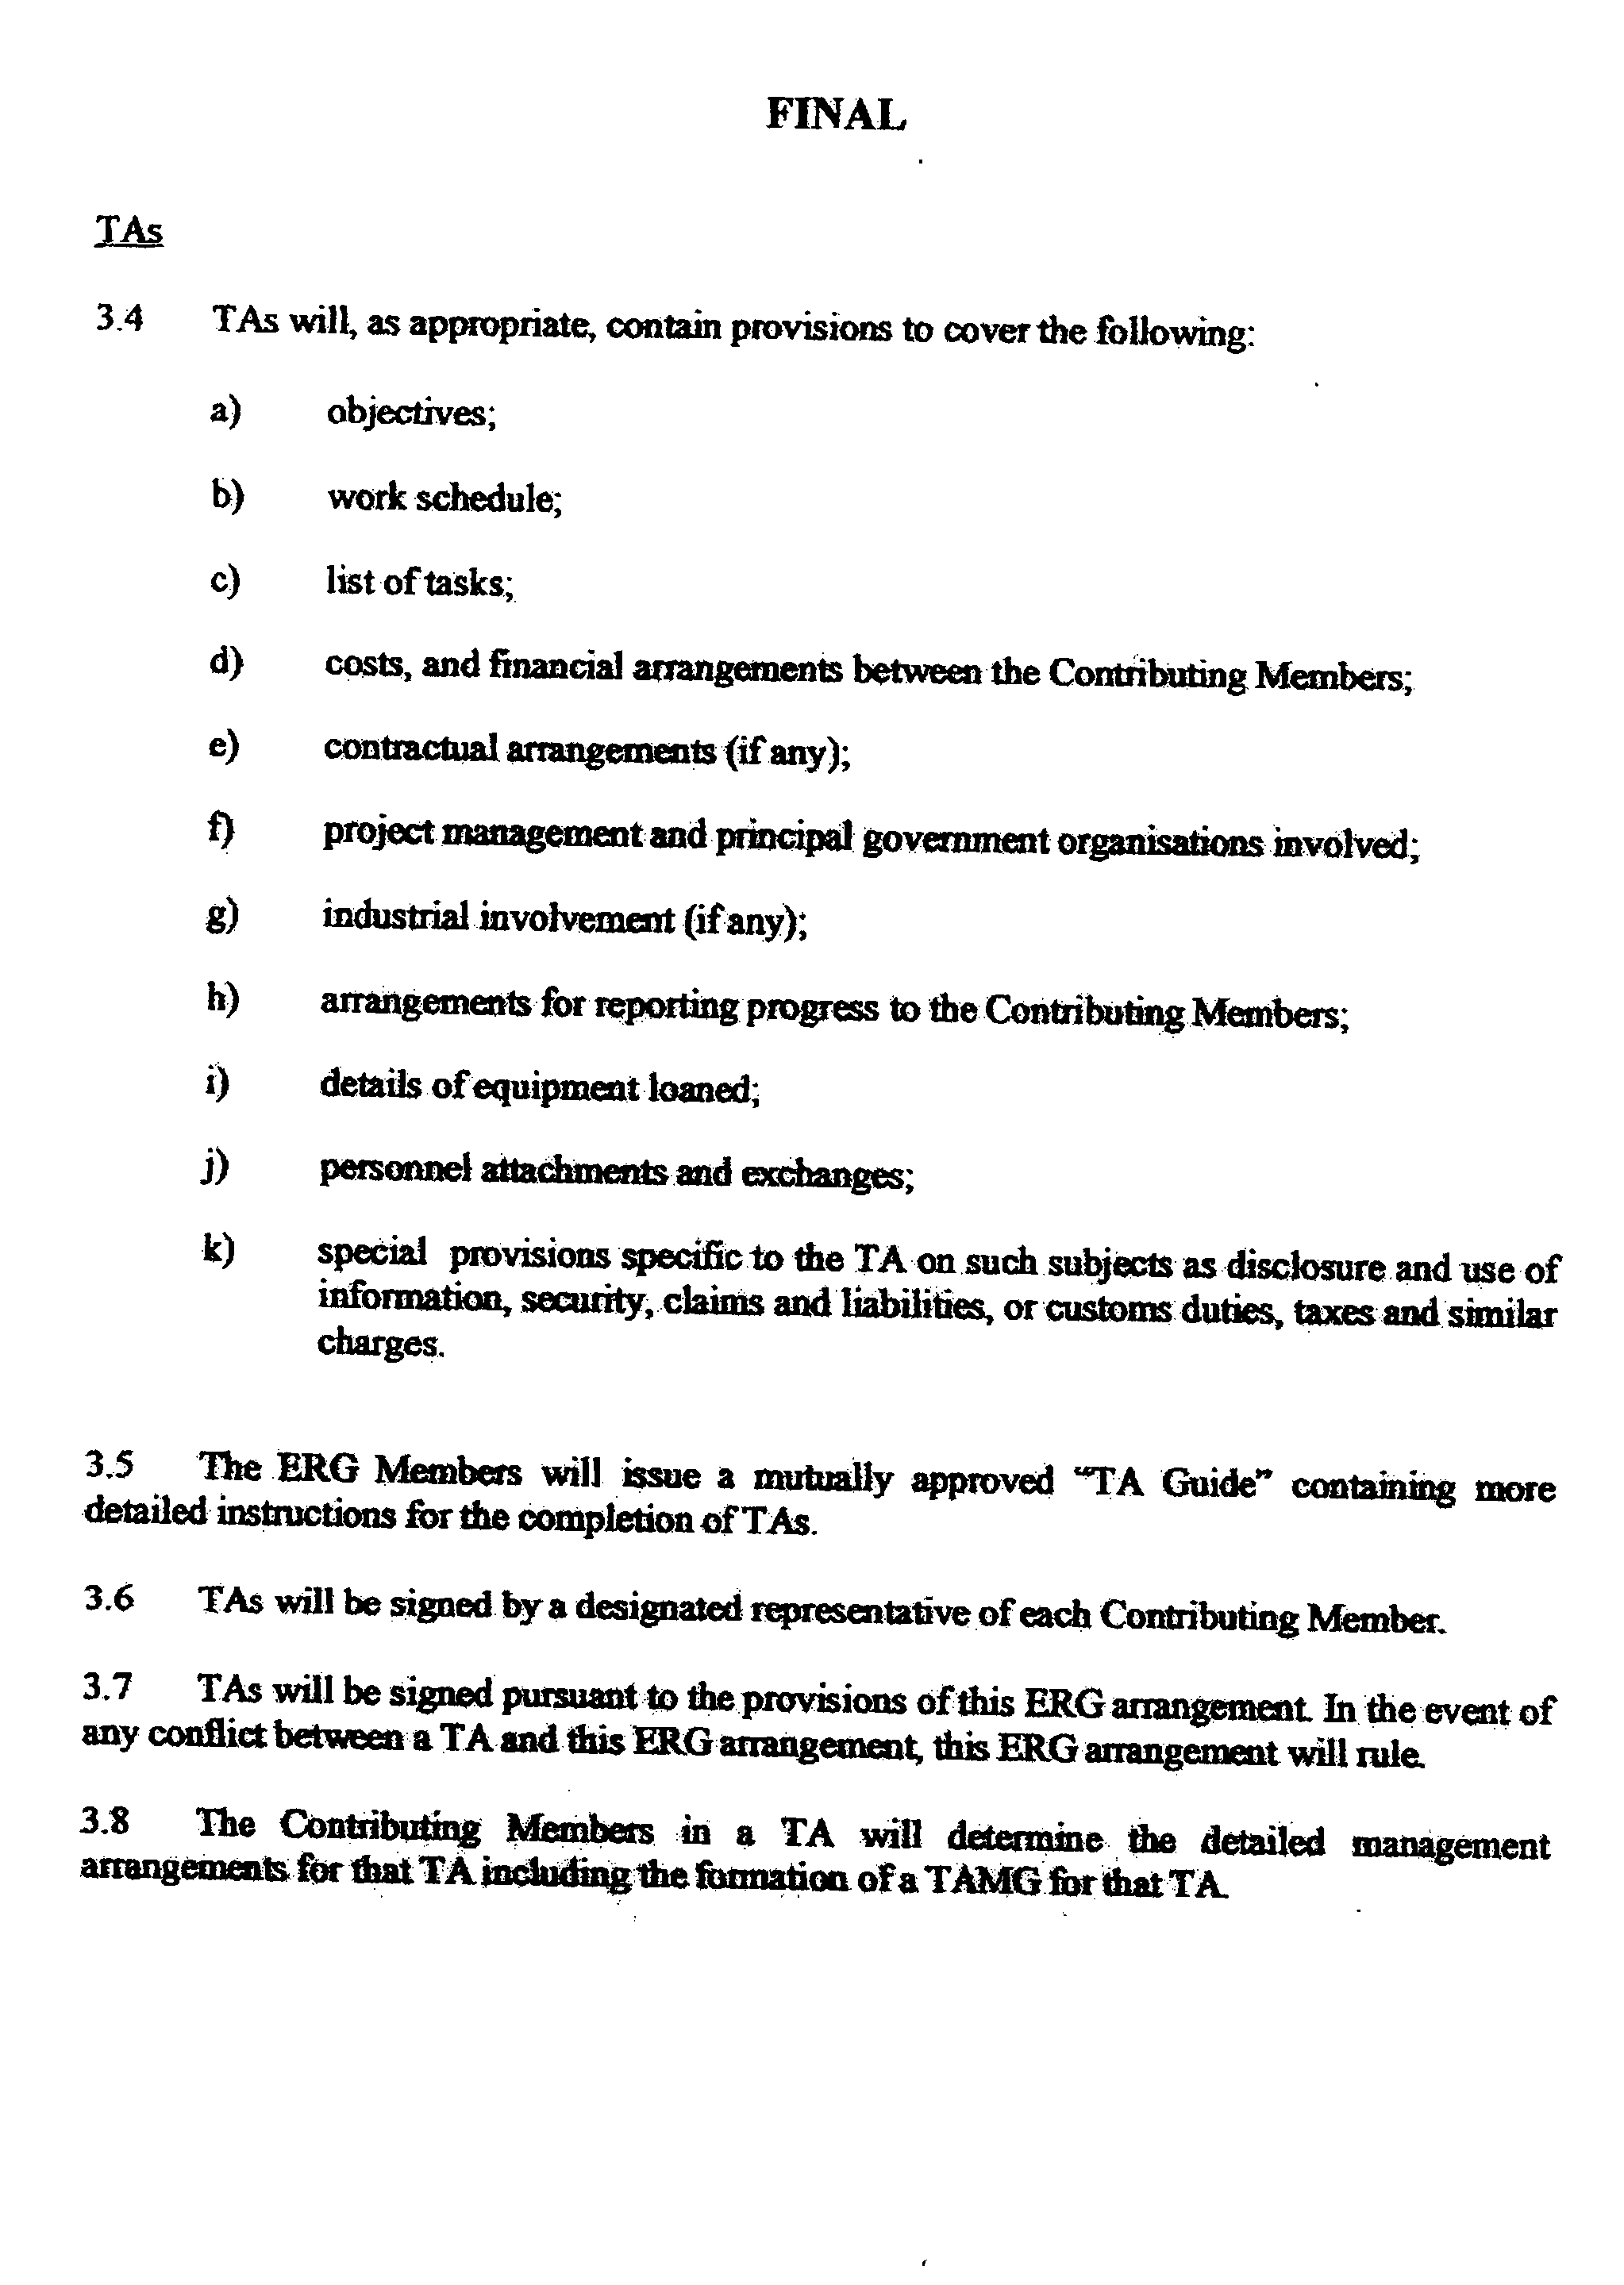 FINAL
TAs
3.4 TAs will, as appropriate, contain provisions to cover the following:
a) objectives;
b) work schedule;
c) list of tasks;
d) costs, and financial arrangements between the Contributing Members;
e) contractual arrangements (if any);
f) project management and principal government organisations involved;
g) industrial involvement (if any);
h) arrangements for reporting progress to the Contributing Members;
i) details of equipment loaned;
j) personnel attachments and exchanges;
k) special provisions specific to the TA on such subjects as disclosure and use of
information, security, claims and liabilities, or customs duties, taxes and similar
charges.
3.5 The ERG Members will issue a mutually approved “TA Guide” containing more
detailed instructions for the completion of TAs.
3.6 TAs will be signed by a designated representative of each Contributing Member.
3.7 TAs will be signed pursuant to the provisions of this ERG arrangement. In the event of
any conflict between a TA and this ERG arrangement, this ERG arrangement will rule.
3.8 The Contributing Members in a TA will determine the detailed management
arrangements for that TA including the formation of a TAMG for that TA.